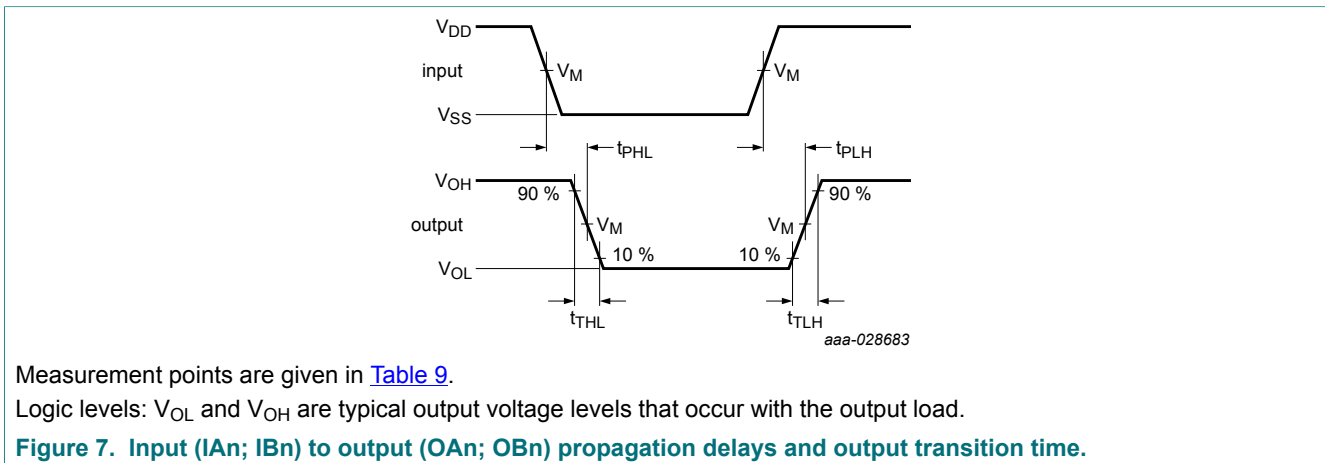 VDD
input
VM
VM
VSS
tPHL
tPLH
VOH
90 %
90 %
output
VM
VM
10 %
10 %
VOL
tTHL
tTLH
aaa-028683
Measurement points are given in Table 9.
Logic levels: VOL and VOH are typical output voltage levels that occur with the output load.
Figure 7. Input (IAn; IBn) to output (OAn; OBn) propagation delays and output transition time.